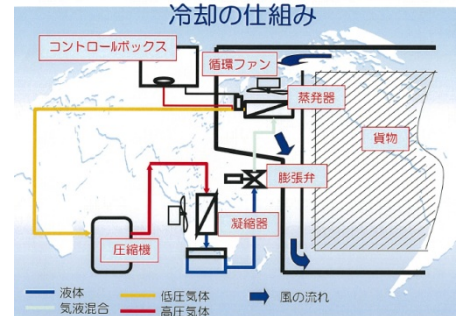 冷却の仕組み
コントロールボックス
循環ファン
蒸発器
貨物
膨張弁
凝縮器
圧縮機
液体
低圧気体
風の流れ
気液混合
高圧気体